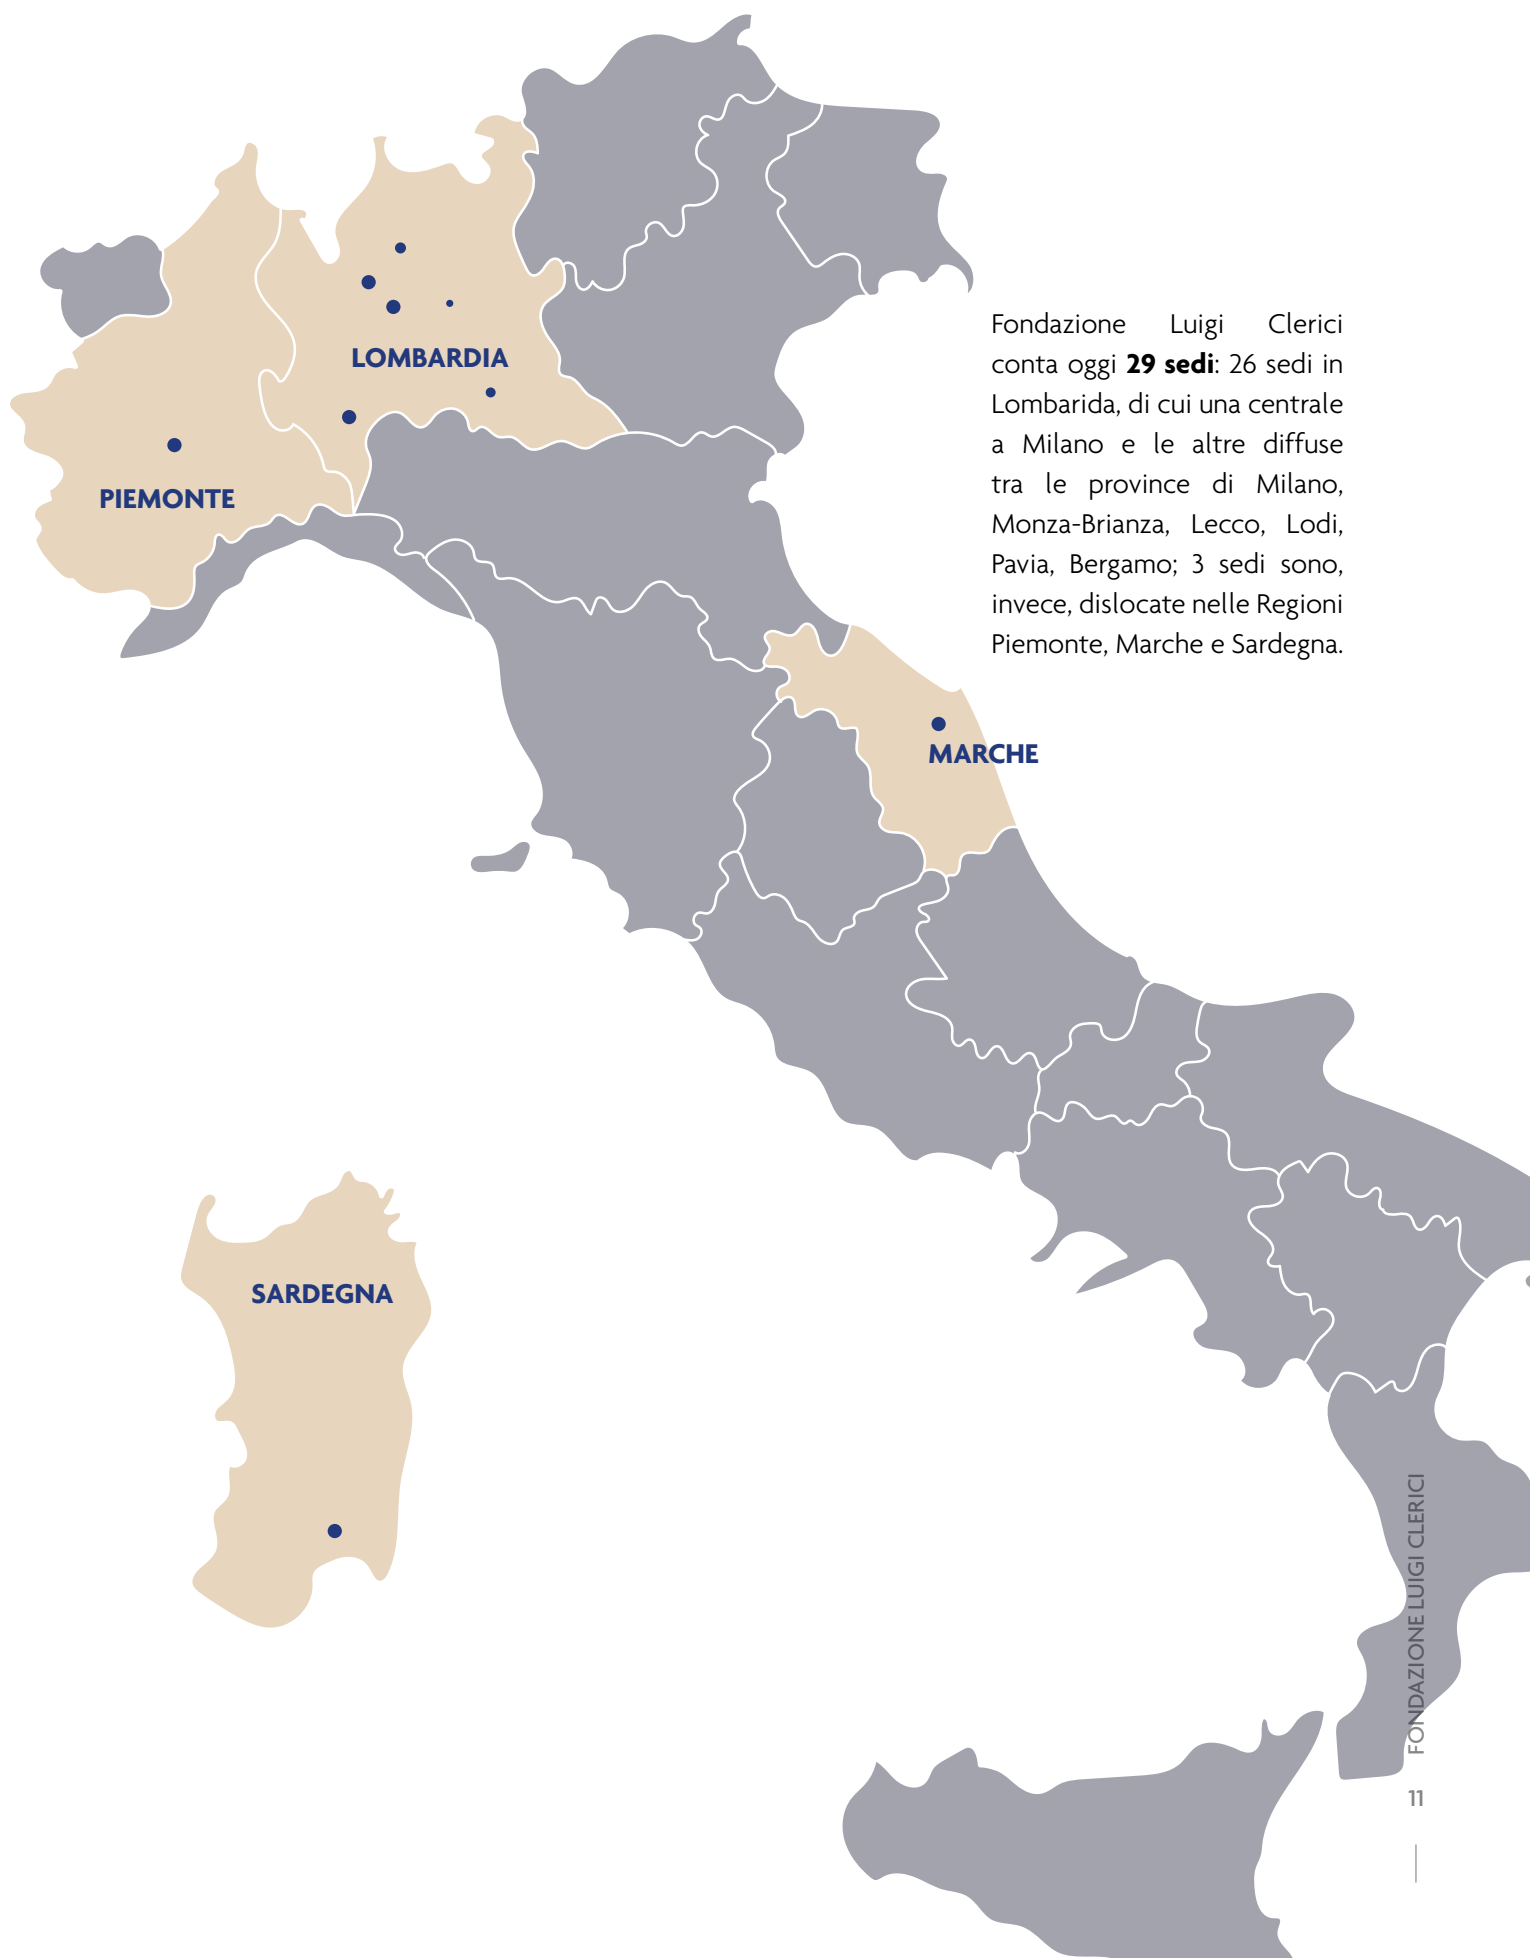 LOMBARDIA
PIEMONTE
Fondazione Luigi Clerici
conta oggi 29 sedi: 26 sedi in
Lombarida, di cui una centrale
a Milano e le altre diffuse
tra le province di Milano,
Monza-Brianza, Lecco, Lodi,
Pavia, Bergamo; 3 sedi sono,
invece, dislocate nelle Regioni
Piemonte, Marche e Sardegna.
MARCHE
SARDEGNA
FONDAZIONE LUIGI CLERICI
11